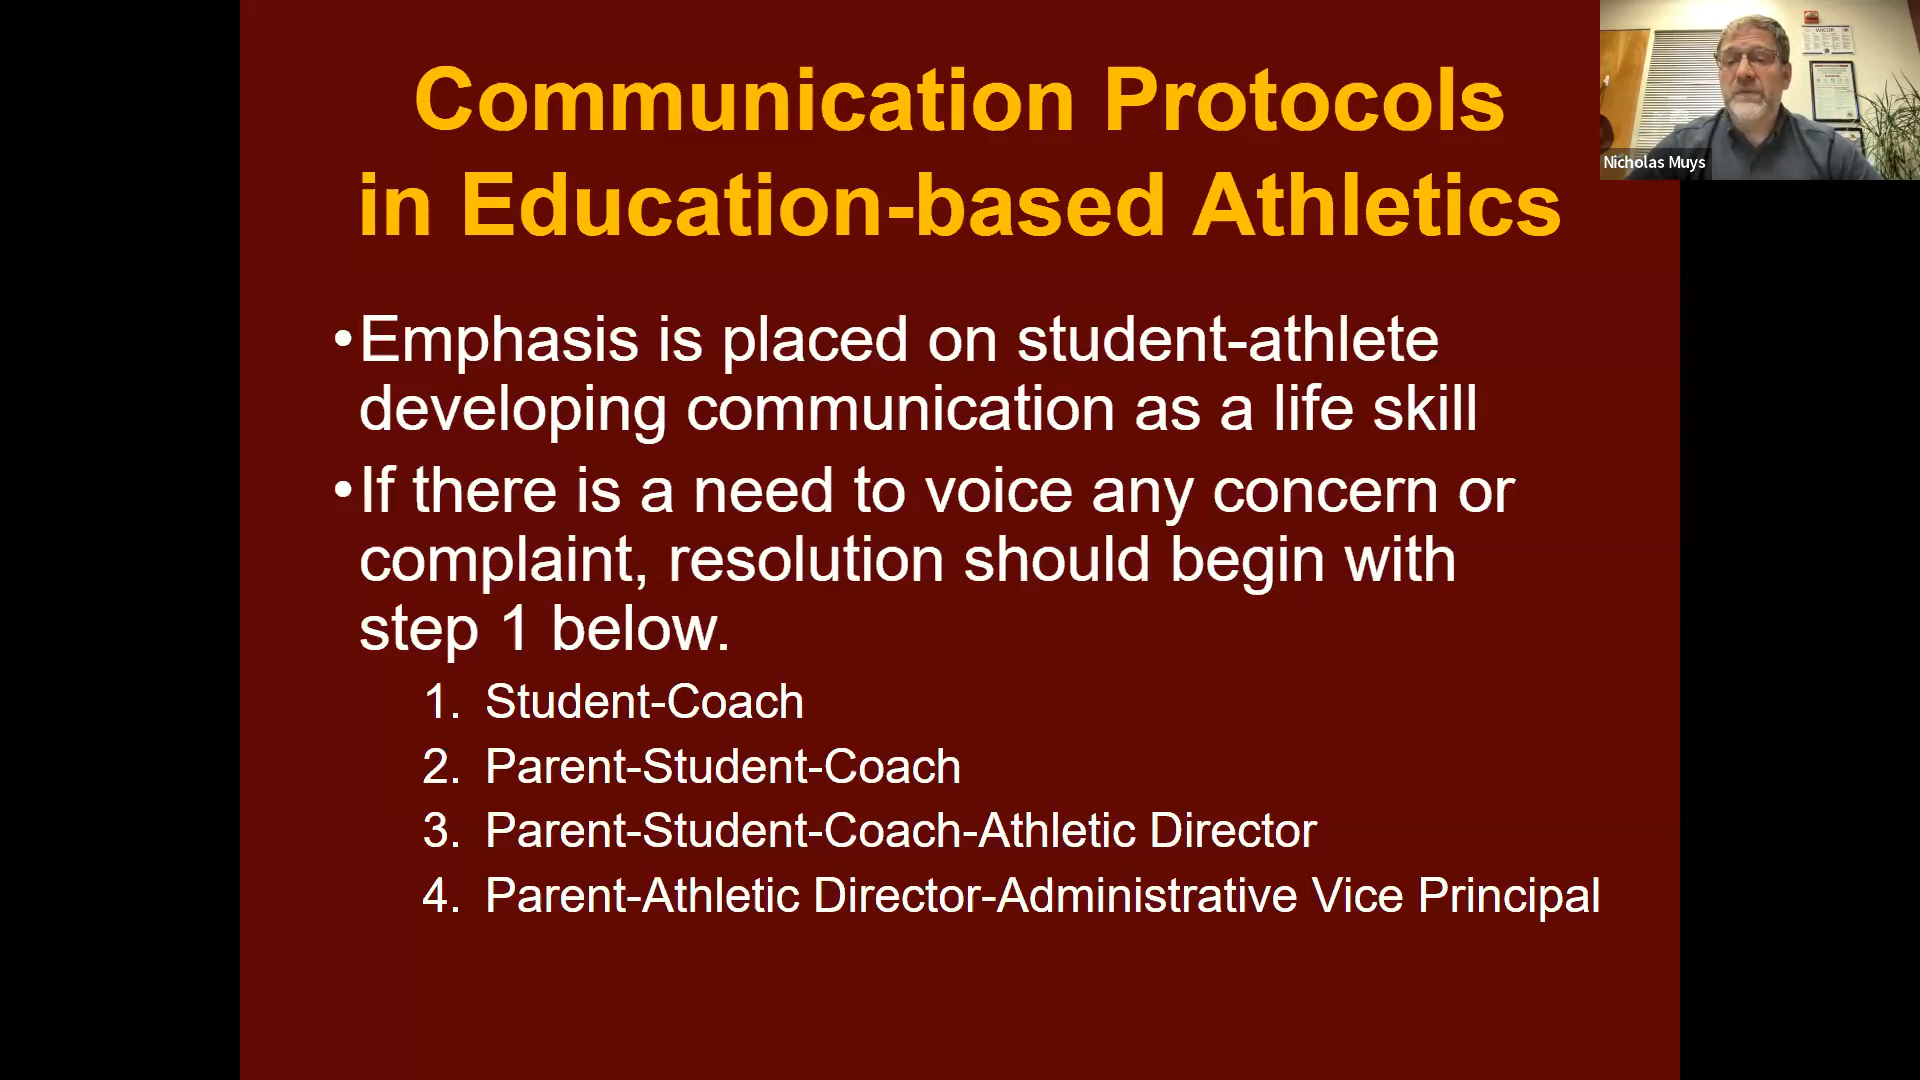 Communication Protocols
in Education-based Athletics
•Emphasis is placed on student-athlete
developing communication as a life skill
•If there is a need to voice any concern or
complaint, resolution should begin with
step 1 below.
1. Student-Coach
2. Parent-Student-Coach
3. Parent-Student-Coach-Athletic Director
4. Parent-Athletic Director-Administrative Vice Principal
WICOR
Nicholas Muys